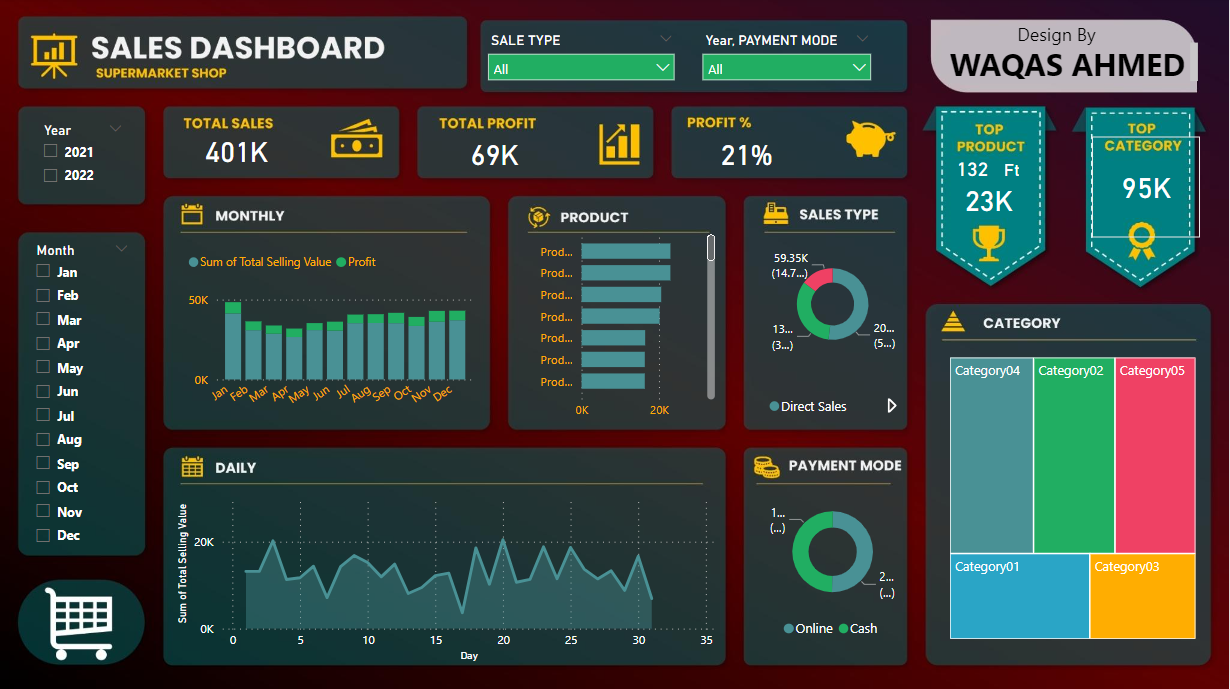 SALES DASHBOARD
SUPERMARKET SHOP
SALE TYPE
All
Year, PAYMENT MODE
All
Design By
WAQAS AHMED
Year
2021
2022
TOTAL SALES
401K
TOTAL PROFIT
69K
PROFIT %
21%
TOP
PRODUCT
132 Ft
23K
TOP
CATEGORY
95K
Month
Jan
Feb
Mar
Apr
May
Jun
Jul
Aug
Sep
Oct
Nov
Dec
MONTHLY
Sum of Total Selling Value Profit
50K
0K
Jan Feb Mar Apr May Jun Jul Aug Sep Oct Nov Dec
PRODUCT
Prod...
Prod...
Prod...
Prod...
Prod...
Prod...
Prod...
0K 20K
SALES TYPE
59.35K
(14.7...)
13...
(3...)
20...
(5...)
Direct Sales
CATEGORY
Category04 Category02 Category05
Category01 Category03
DAILY
Sum of Total Selling Value
20K
0K
0 5 10 15 20 25 30 35
Day
PAYMENT MODE
1...
(...)
2...
(...)
Online Cash